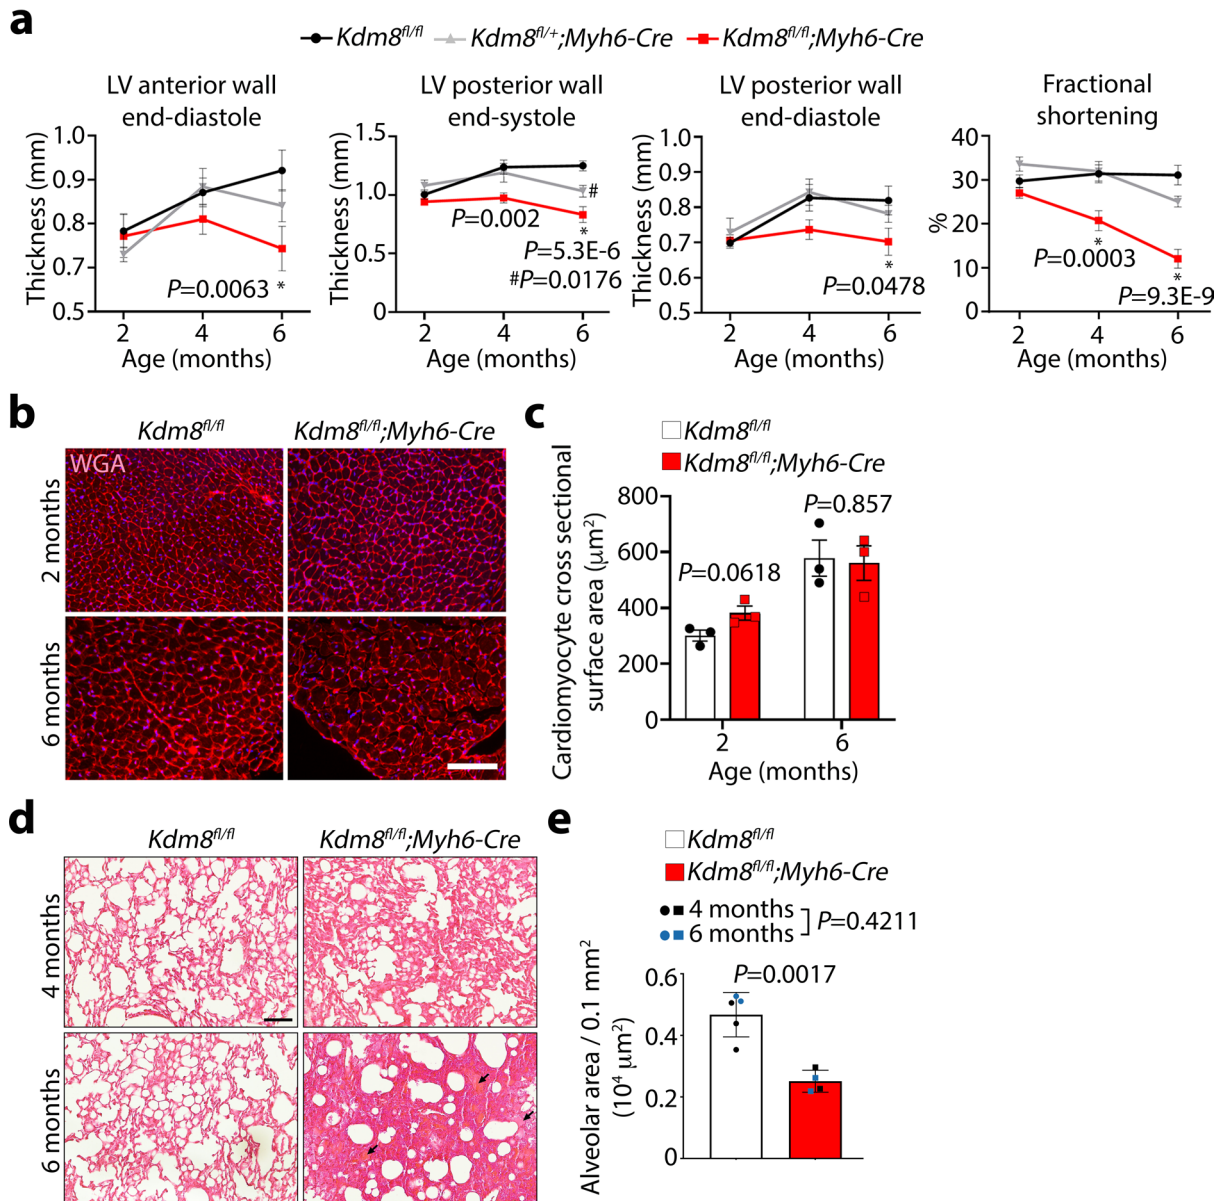 a
Kdm8fl/fl Kdm8fl/+;Myh6-Cre Kdm8fl/fl;Myh6-Cre
LV anterior wall
end-diastole
Thickness (mm)
1.0
0.9
0.8
0.7
0.5
P=0.0063 *
2 4 6
Age (months)
LV posterior wall
end-systole
Thickness (mm)
1.5
1.0
0.5
0
#
P=0.002
*
P=5.3E-6
#P=0.0176
2 4 6
Age (months)
LV posterior wall
end-diastole
Thickness (mm)
1.0
0.9
0.8
0.7
0.5
*
P=0.0478
2 4 6
Age (months)
Fractional
shortening
%
40
30
20
10
0
*
P=0.0003
*
P=9.3E-9
2 4 6
Age (months)
b
Kdm8fl/fl Kdm8fl/fl;Myh6-Cre
WGA
2 months
6 months
c
Kdm8fl/fl
Kdm8fl/fl;Myh6-Cre
Cardiomyocyte cross sectional
surface area (μm2)
800
600
400
200
0
P=0.0618
P=0.857
2 6
Age (months)
d
Kdm8fl/fl Kdm8fl/fl;Myh6-Cre
4 months
6 months
e
Kdm8fl/fl
Kdm8fl/fl;Myh6-Cre
4 months
6 months
P=0.4211
Alveolar area / 0.1 mm2
(104 μm2)
0.6
0.4
0.2
0
P=0.0017